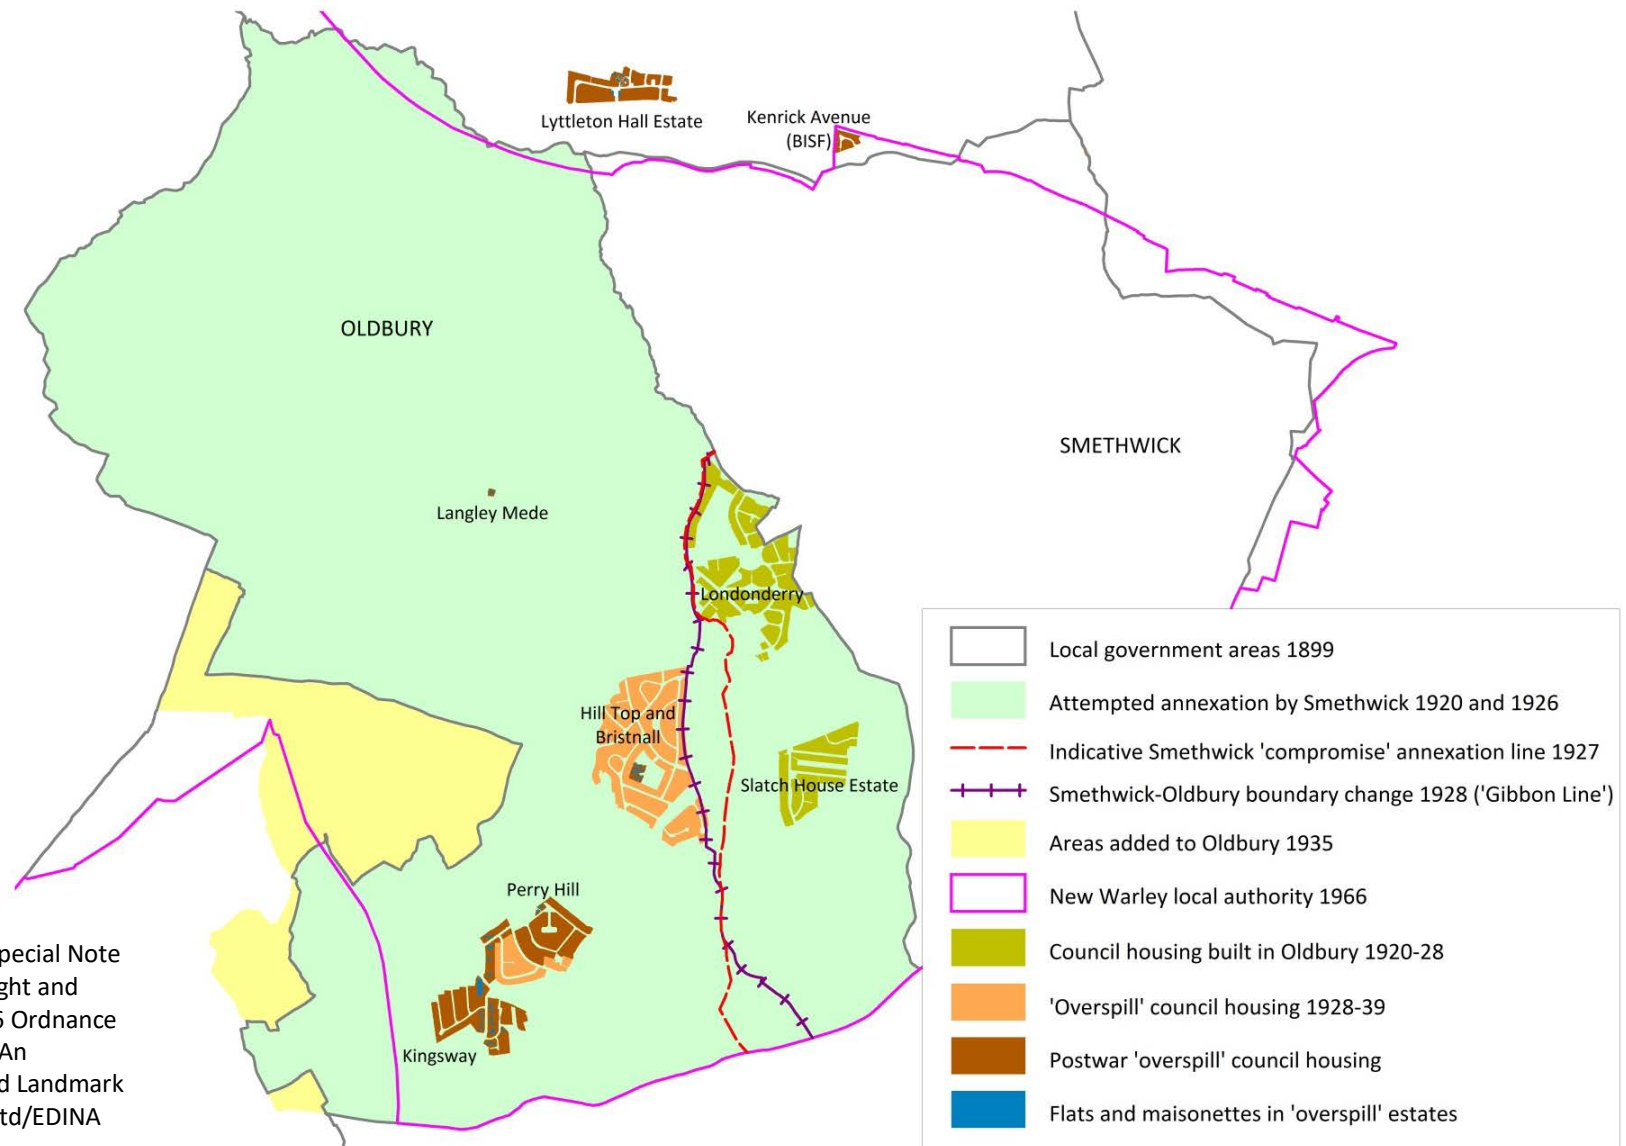 Lyttleton Hall Estate
Kenrick Avenue
(BISF)
OLDBURY
SMETHWICK
Langley Mede
Londonderry
Hill Top and
Bristnall
Slatch House Estate
Perry Hill
Kingsway
pecial Note
ght and
Ordnance
An
d Landmark
td/EDINA
Local government areas 1899
Attempted annexation by Smethwick 1920 and 1926
Indicative Smethwick 'compromise' annexation line 1927
Smethwick-Oldbury boundary change 1928 ('Gibbon Line')
Areas added to Oldbury 1935
New Warley local authority 1966
Council housing built in Oldbury 1920-28
'Overspill' council housing 1928-39
Postwar 'overspill' council housing
Flats and maisonettes in 'overspill' estates